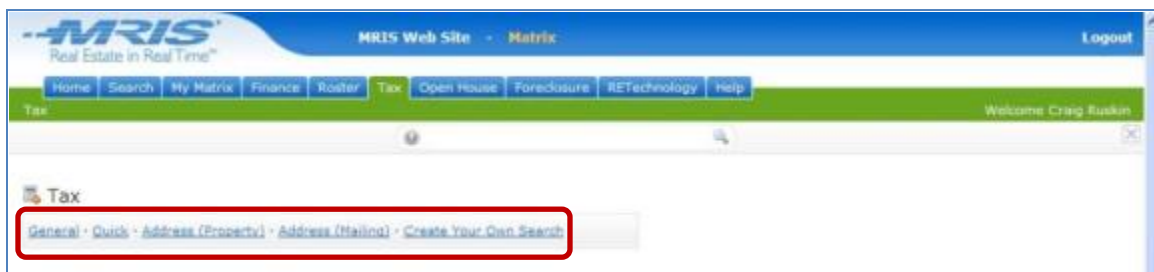 MRIS
Real Estate in Real Time™
MRIS Web Site - Matrix
Logout
Home Search My Matrix Finance Roster Tax Open House Foreclosure RETechnology Help
Tax
Welcome Craig Ruskin
Tax
General · Quick · Address (Property) · Address (Mailing) · Create Your Own Search